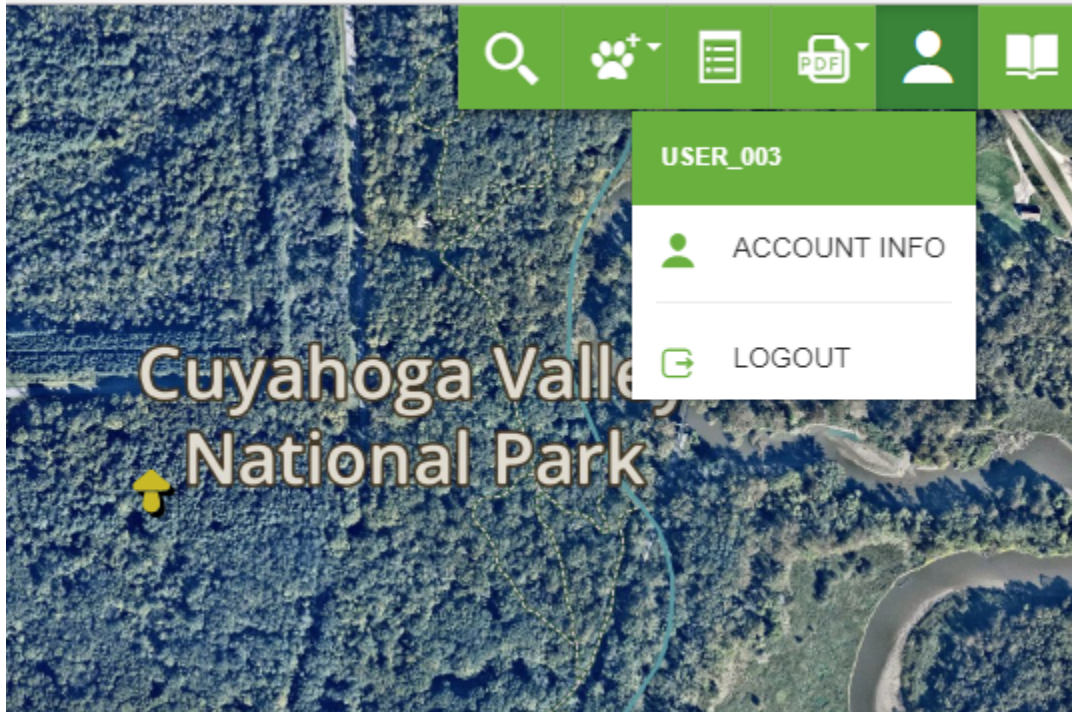 PDF
USER_003
ACCOUNT INFO
LOGOUT
Cuyahoga Valley
National Park